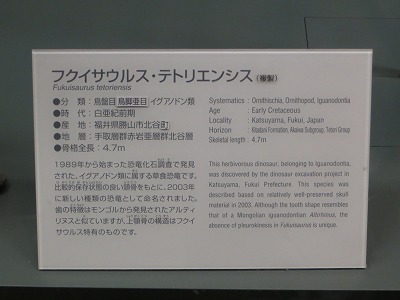 フクイサウルス・テトリエンシス（複製）
Fukuisaurus tetoriensis
●分　類：鳥盤目 鳥脚亜目 イグアノドン類
●時　代：白亜紀前期
●産　地：福井県勝山市北谷町
●地　層：手取層群赤岩亜層群北谷層
●骨格全長：4.7m
1989年から始まった恐竜化石調査で発見さ
れた、イグアノドン類に属する草食恐竜です。
比較的保存状態の良い頭骨をもとに、2003年
に新しい種類の恐竜として命名されました。
歯の特徴はモンゴルから発見されたアルティ
リヌスと似ていますが、上顎骨の構造はフクイ
サウルス特有のものです。
Systematics : Ornithischia, Ornithopod, Iguanodontia
Age : Early Cretaceous
Locality : Katsuyama, Fukui, Japan
Horizon : Kitadani Formation, Akaiwa Subgroup, Tetori Group
Skeletal length : 4.7m
This herbivorous dinosaur, belonging to Iguanodontia,
was discovered by the dinosaur excavation project in
Katsuyama, Fukui Prefecture. This species was
described based on relatively well-preserved skull
material in 2003. Although the tooth shape resembles
that of a Mongolian iguanodontian Altirhinus, the
absence of pleurokinesis in Fukuisaurus is unique.